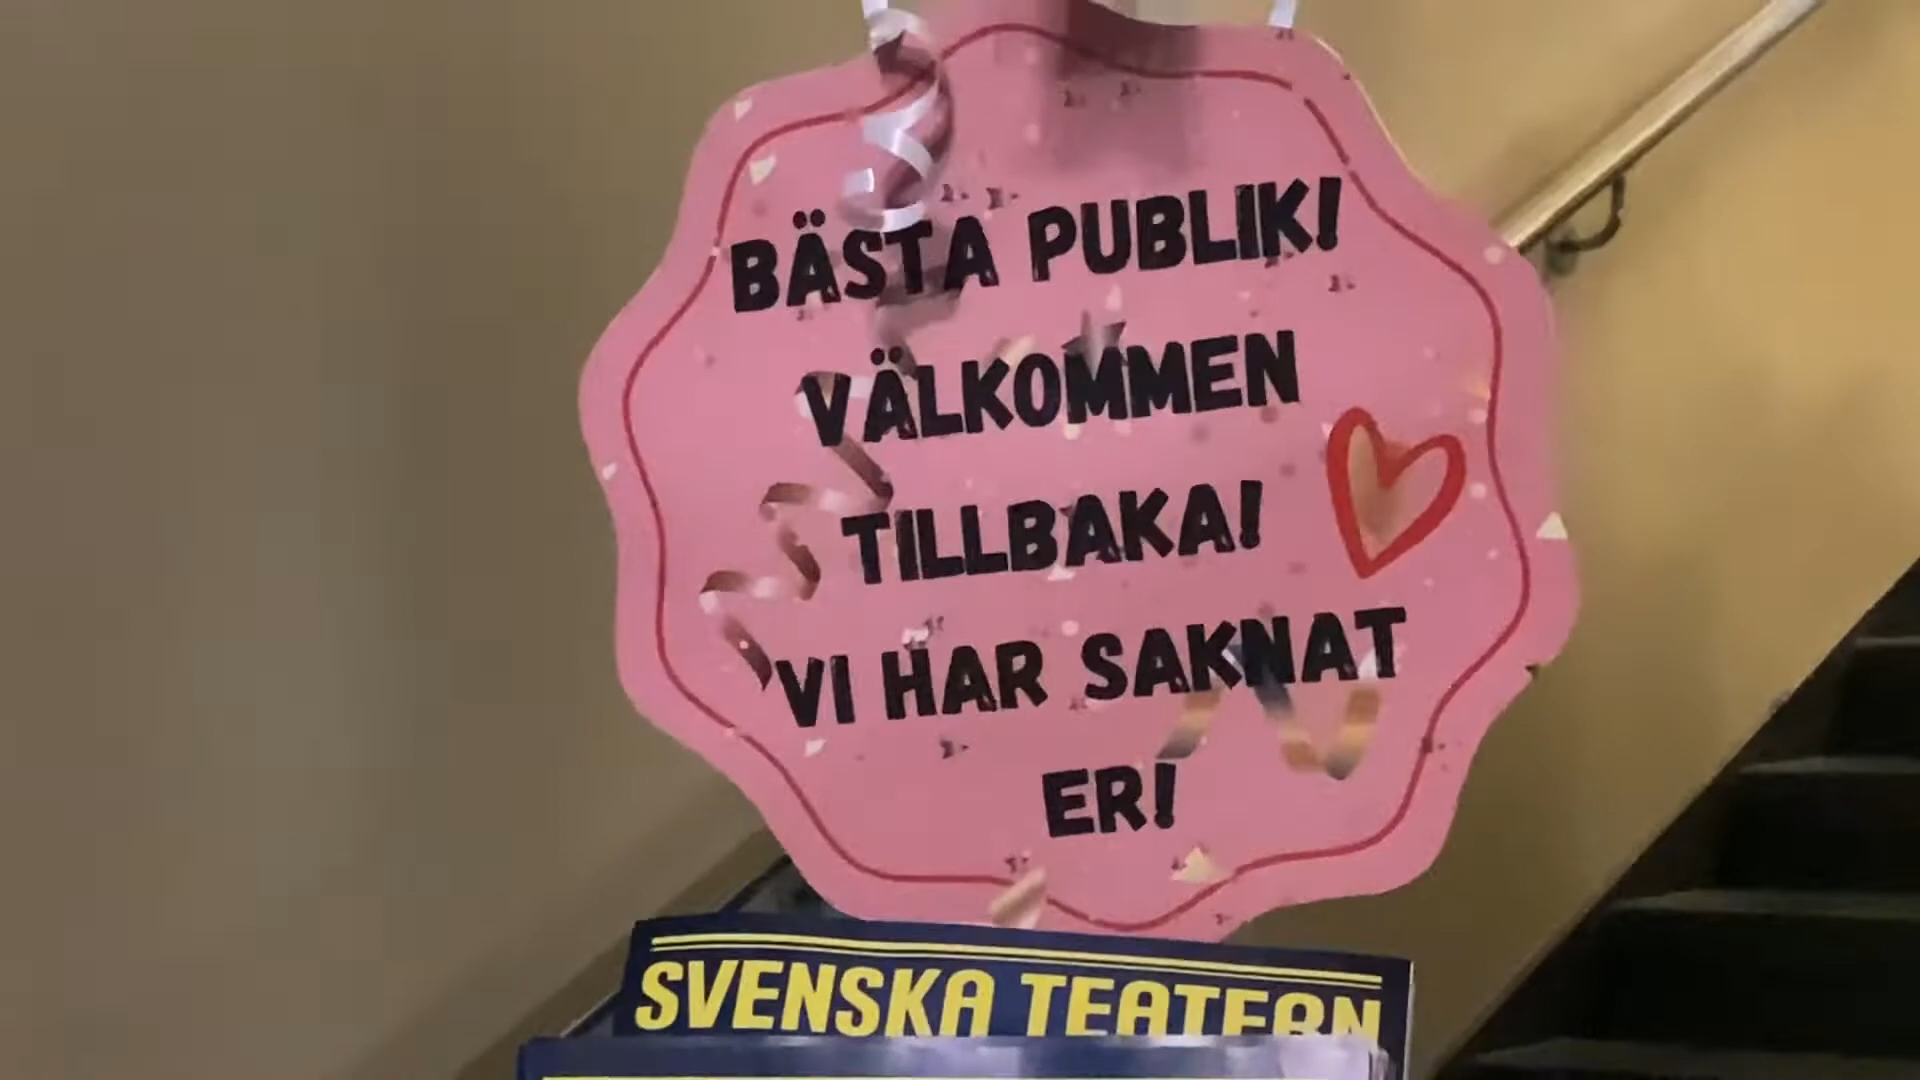 BÄSTA PUBLIK!
VÄLKOMMEN
TILLBAKA!
VI HAR SAKNAT
ER!
SVENSKA TEATERN